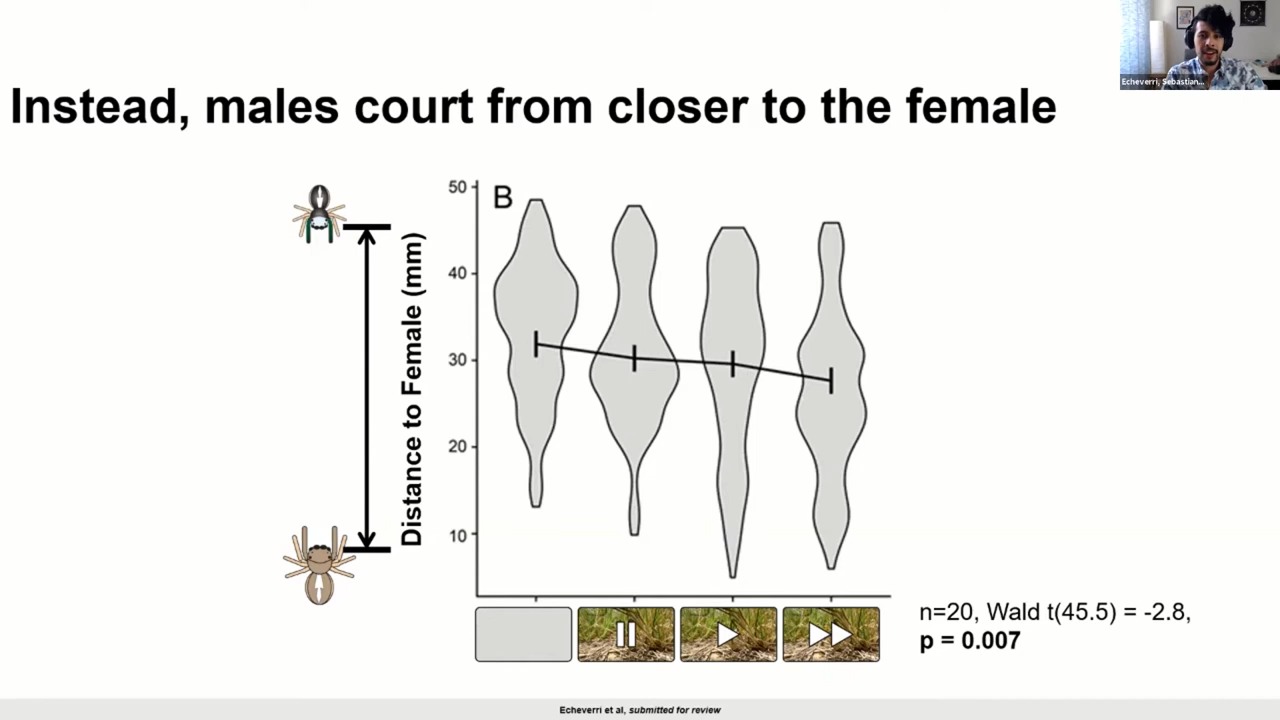 Echeverri, Sebastian...
Instead, males court from closer to the female
B
Distance to Female (mm)
50
40
30
20
10
n=20, Wald t(45.5) = -2.8,
p = 0.007
Echeverri et al, submitted for review